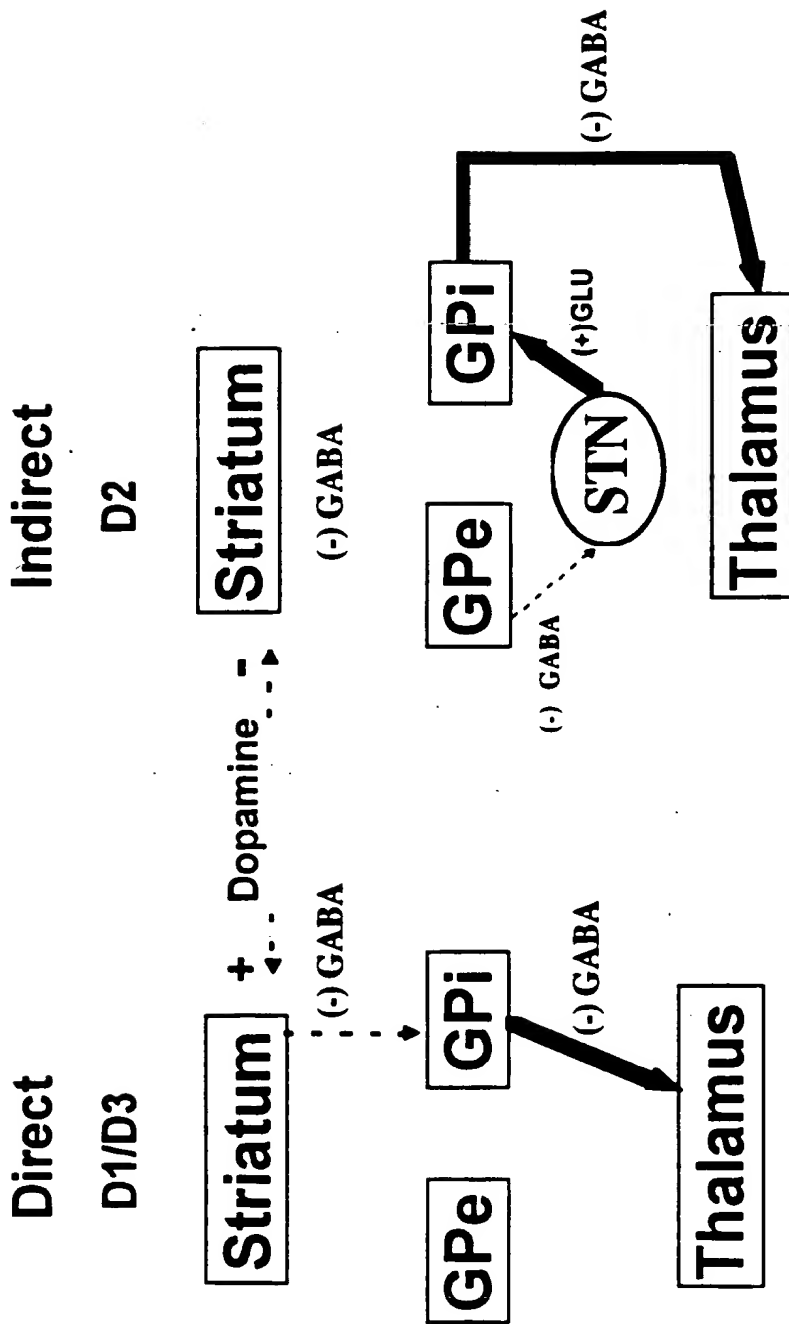 Direct
Indirect
D1/D3
D2
Striatum
+ Dopamine -
Striatum
(-) GABA
(-) GABA
GPe
GPi
GPe
GPi
(-) GABA
(-) GABA
STN
(+)GLU
(-) GABA
Thalamus
Thalamus